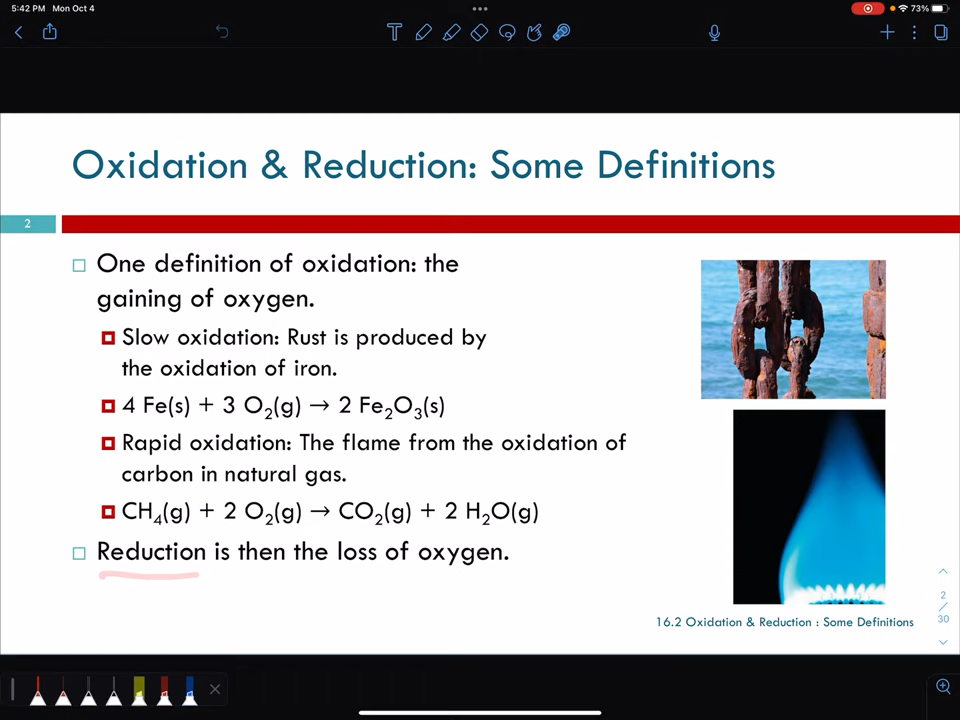 5:42 PM Mon Oct 4
73%
Oxidation & Reduction: Some Definitions
2
One definition of oxidation: the
gaining of oxygen.
Slow oxidation: Rust is produced by
the oxidation of iron.
4 Fe(s) + 3 O₂(g) → 2 Fe₂O₃(s)
Rapid oxidation: The flame from the oxidation of
carbon in natural gas.
CH₄(g) + 2 O₂(g) → CO₂(g) + 2 H₂O(g)
Reduction is then the loss of oxygen.
16.2 Oxidation & Reduction : Some Definitions
2
/
30